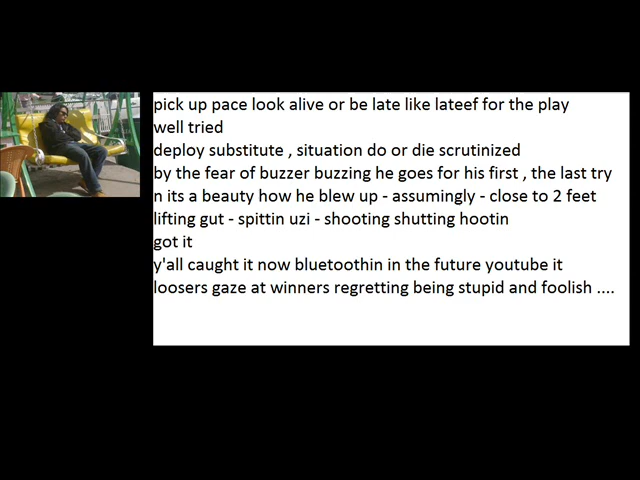 pick up pace look alive or be late like lateef for the play
well tried
deploy substitute , situation do or die scrutinized
by the fear of buzzer buzzing he goes for his first , the last try
n its a beauty how he blew up - assumingly - close to 2 feet
lifting gut - spittin uzi - shooting shutting hootin
got it
y'all caught it now bluetoothin in the future youtube it
loosers gaze at winners regretting being stupid and foolish ....